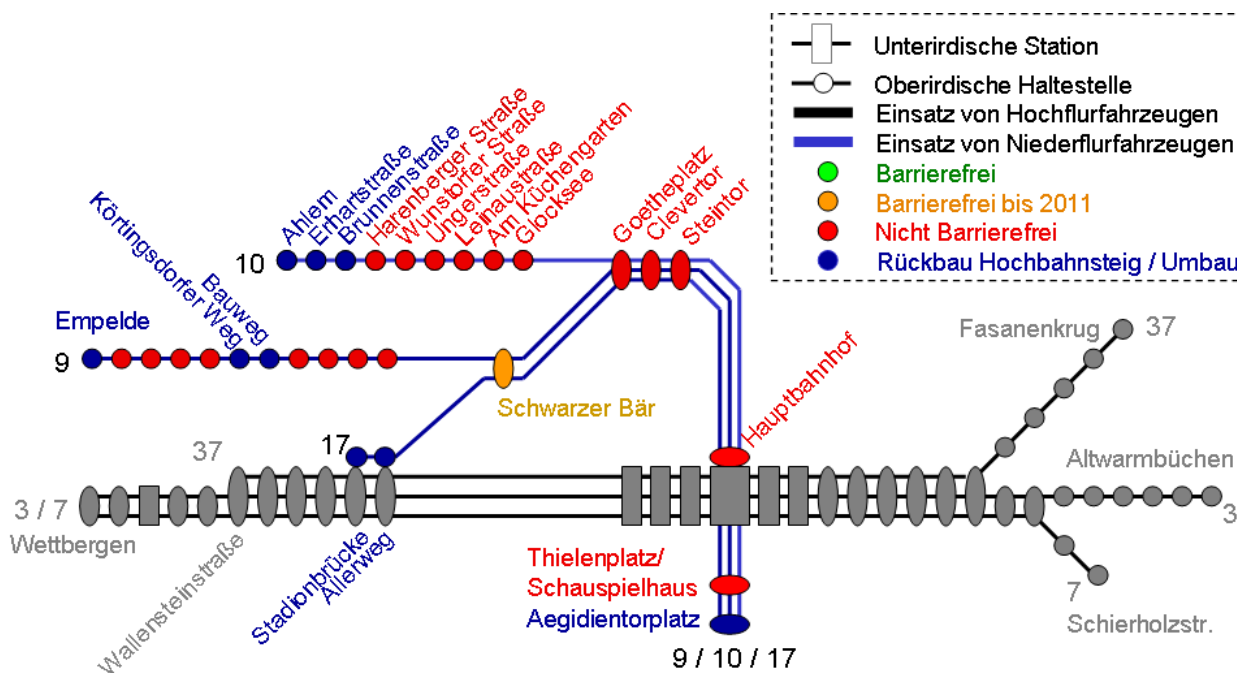 Unterirdische Station
Oberirdische Haltestelle
Einsatz von Hochflurfahrzeugen
Einsatz von Niederflurfahrzeugen
Barrierefrei
Barrierefrei bis 2011
Nicht Barrierefrei
Rückbau Hochbahnsteig / Umbau
10
Ahlem
Erhartstraße
Brunnenstraße
Harenberger Straße
Wunstorfer Straße
Ungerstraße
Leinaustraße
Am Küchengarten
Glocksee
Goetheplatz
Clevertor
Steintor
Empelde
9
Körtingsdorfer Weg
Bauweg
Schwarzer Bär
Hauptbahnhof
Fasanenkrug
37
37
17
Altwarmbüchen
3
3 / 7
Wettbergen
Wallensteinstraße
Stadionbrücke
Allerweg
Thielenplatz/
Schauspielhaus
Aegidientorplatz
9 / 10 / 17
7
Schierholzstr.